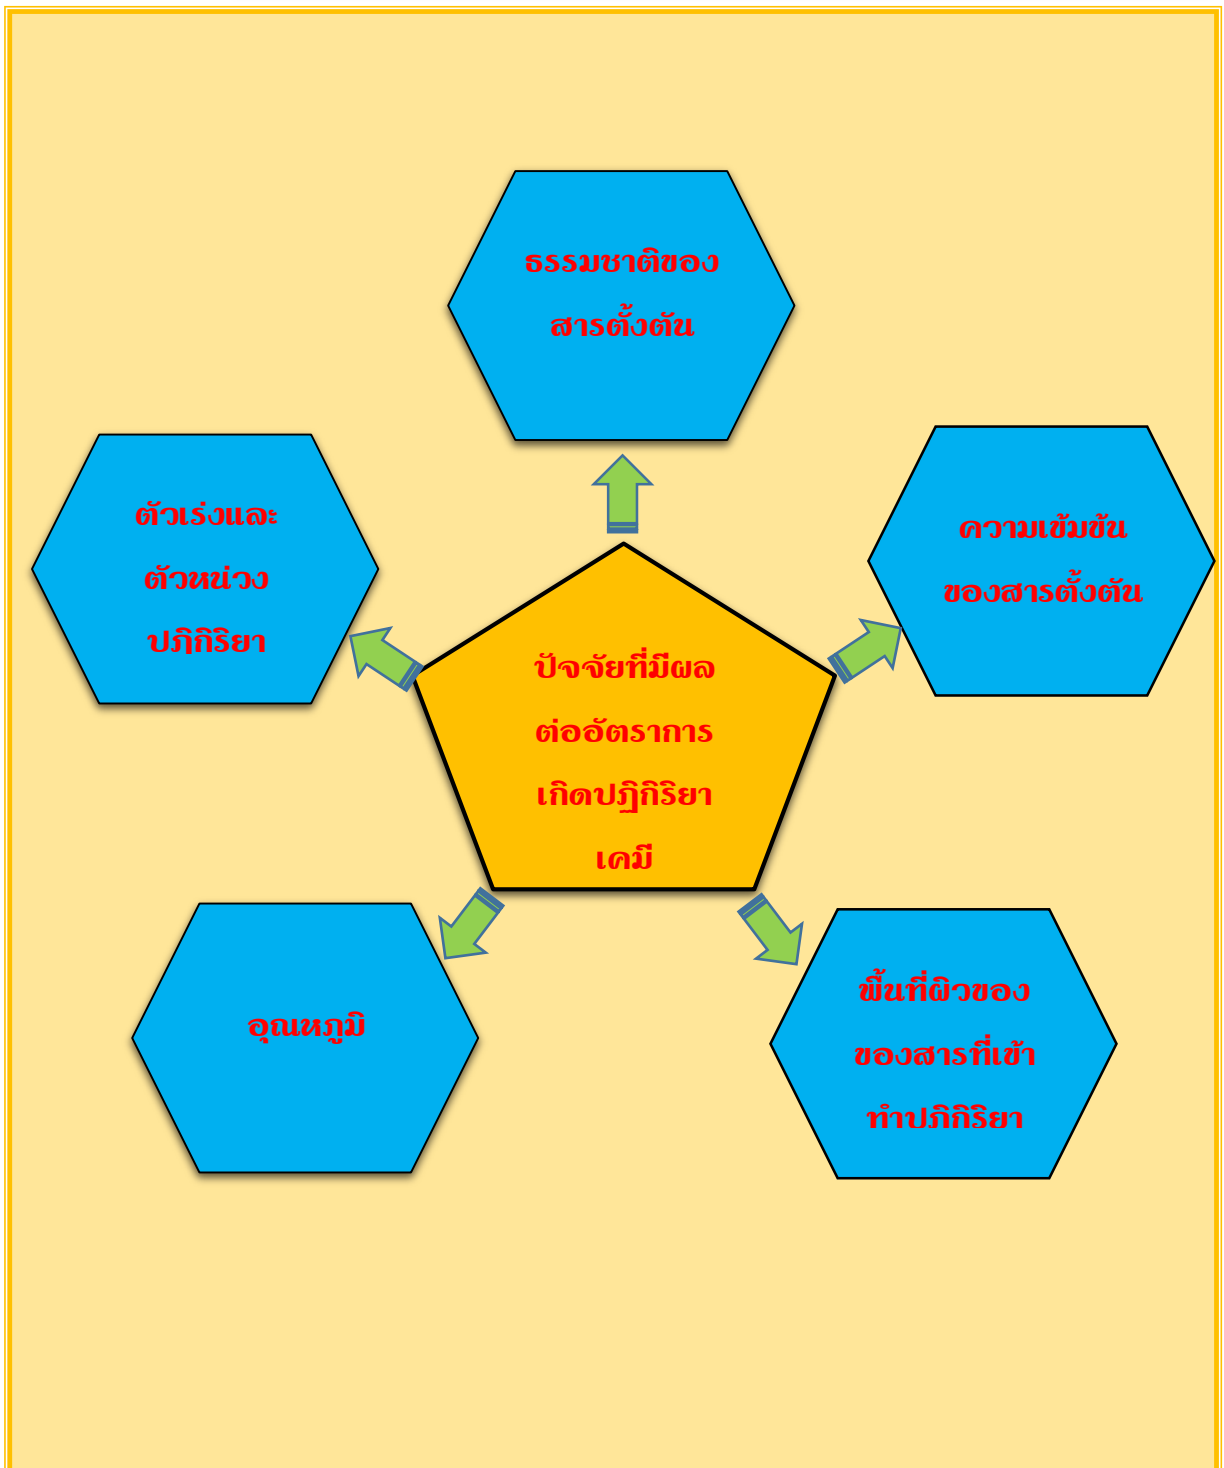 ธรรมชาติของ
สารตั้งต้น
ความเข้มข้น
ของสารตั้งต้น
พื้นที่ผิวของ
ของสารที่เข้า
ทำปฏิกิริยา
อุณหภูมิ
ตัวเร่งและ
ตัวหน่วง
ปฏิกิริยา
ปัจจัยที่มีผล
ต่ออัตราการ
เกิดปฏิกิริยา
เคมี